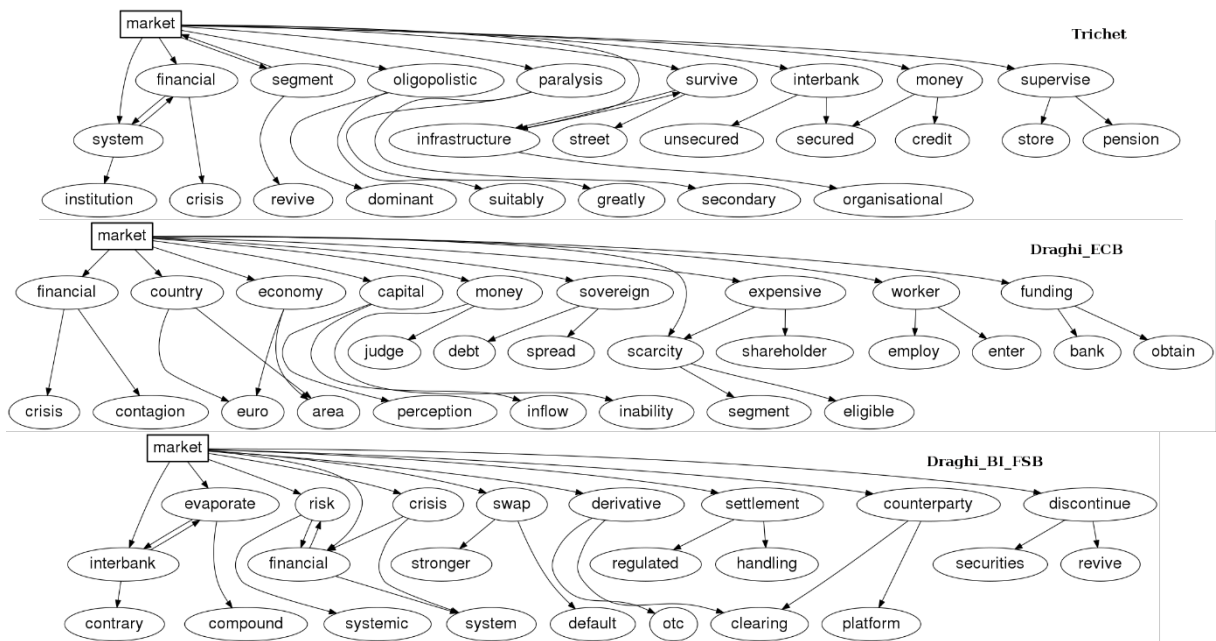 market
Trichet
financial segment oligopolistic paralysis survive interbank money supervise
system infrastructure street unsecured secured credit store pension
institution crisis revive dominant suitably greatly secondary organisational
market
Draghi_ECB
financial country economy capital money sovereign expensive worker funding
judge debt spread scarcity shareholder employ enter bank obtain
crisis contagion euro area perception inflow inability segment eligible
market
Draghi_BI_FSB
evaporate risk crisis swap derivative settlement counterparty discontinue
interbank financial stronger regulated handling securities revive
contrary compound systemic system default otc clearing platform